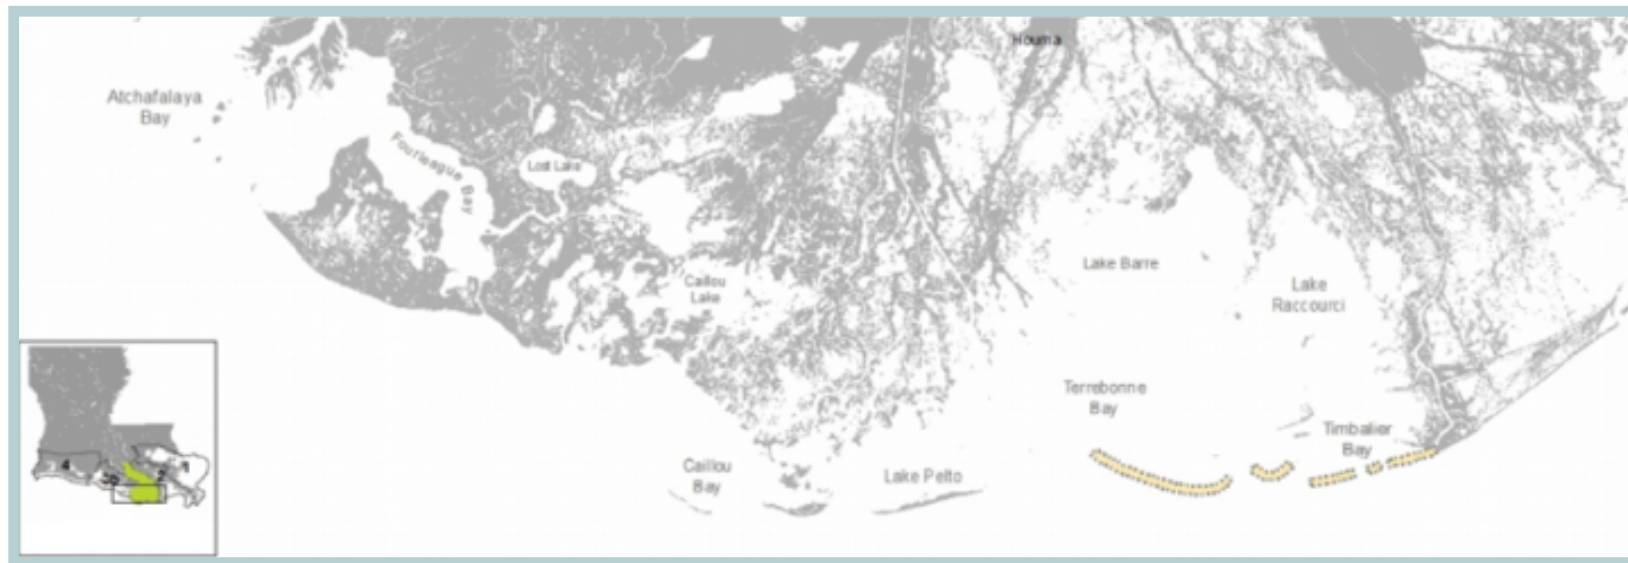 Houma
Atchafalaya
Bay
Fourleague Bay
Lost Lake
Lake Barre
Caillou
Lake
Lake
Raccourci
Terrebonne
Bay
Timbalier
Bay
Caillou
Bay
Lake Pelto
4
3b
2
1